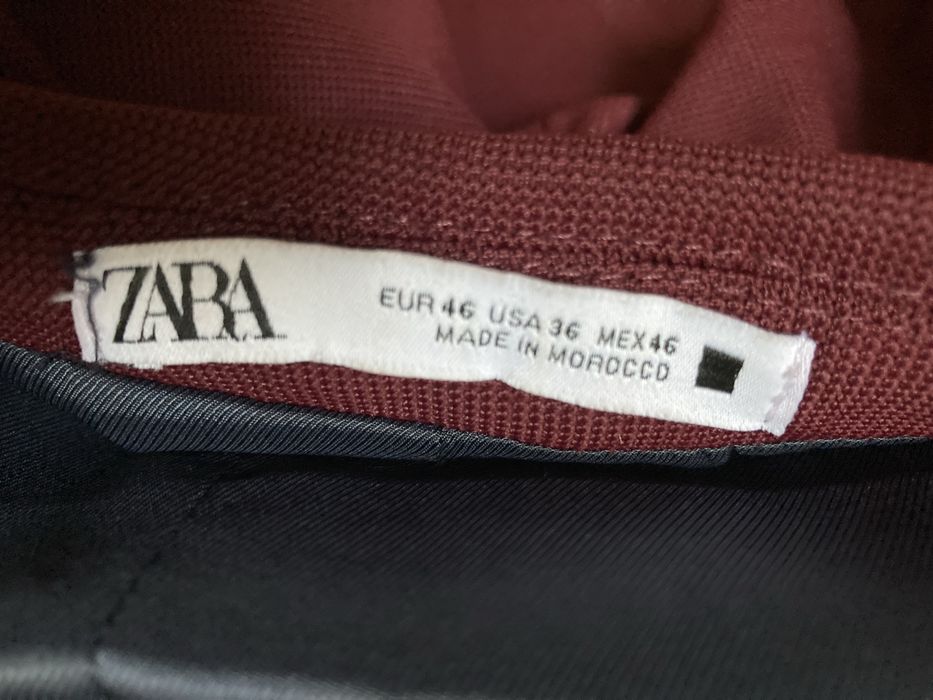 ZARA
EUR 46 USA 36 MEX 46
MADE IN MOROCCO